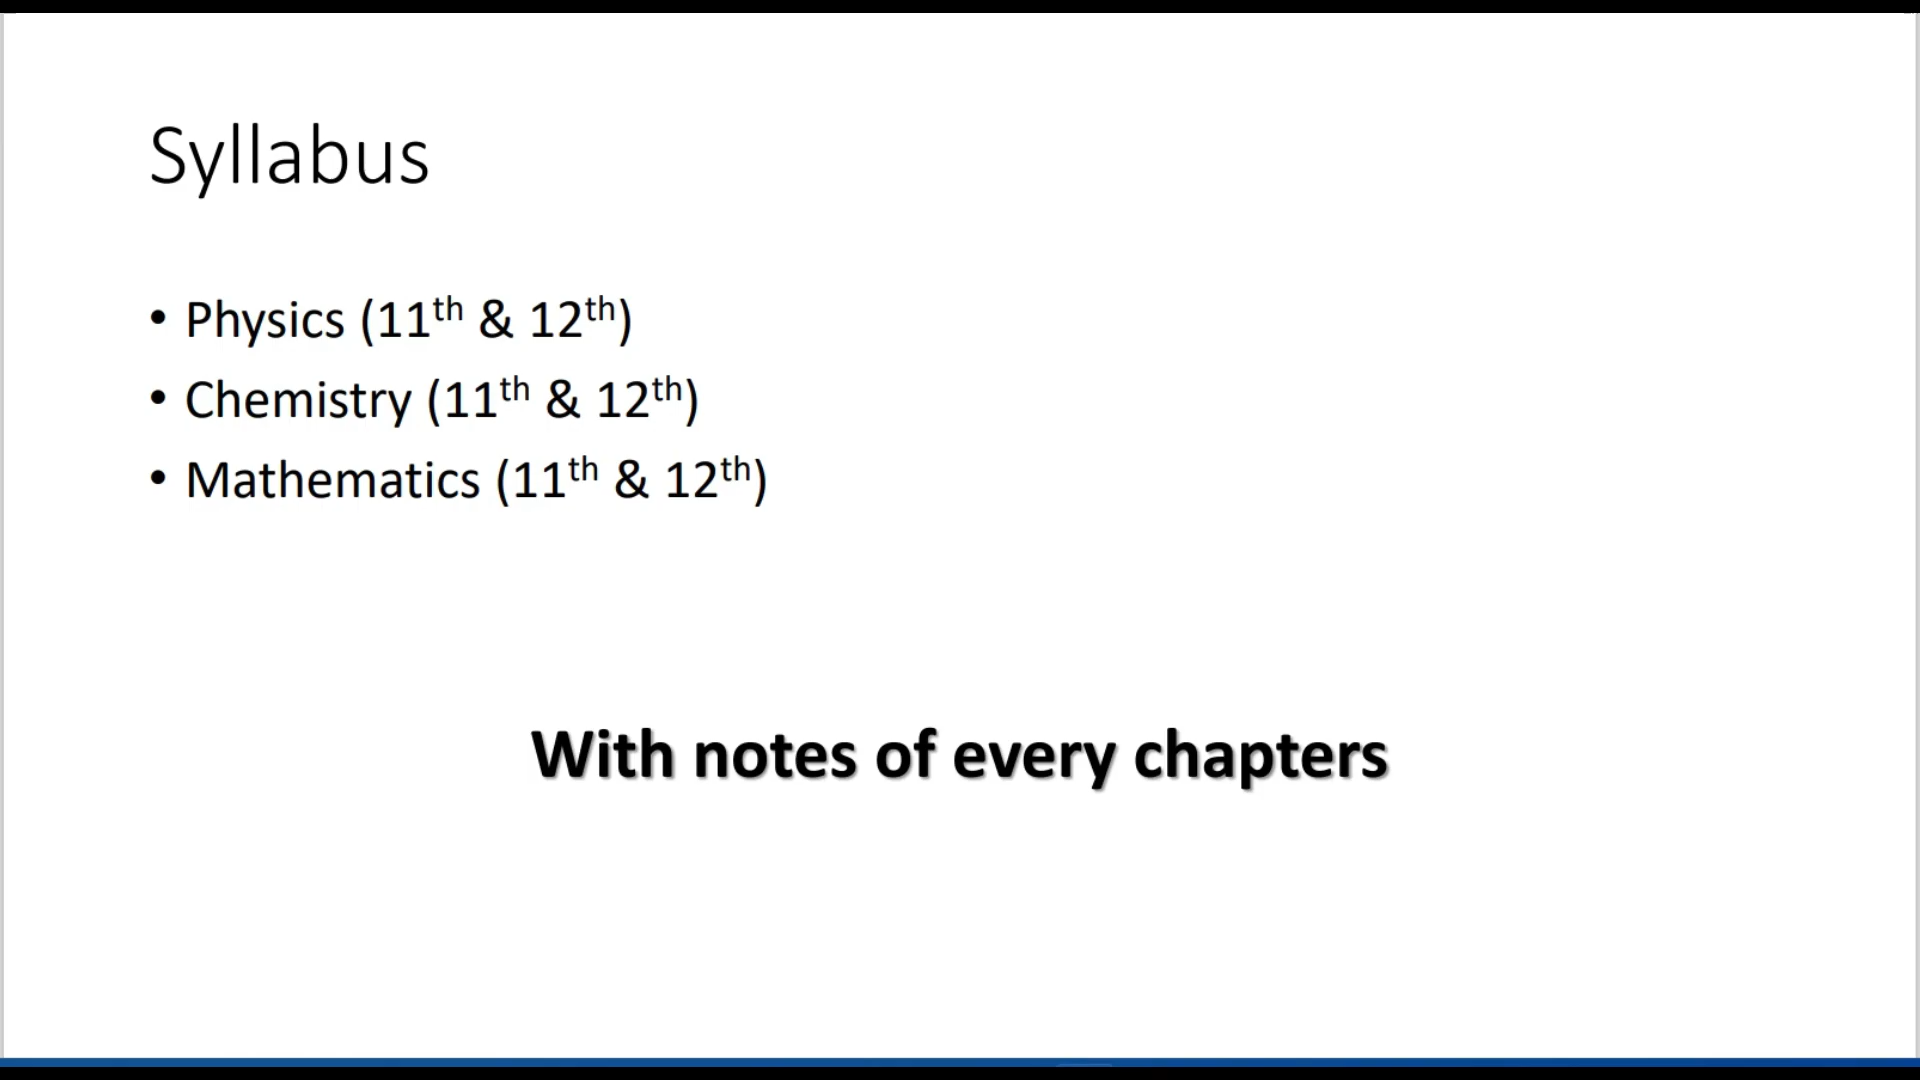 Syllabus
• Physics (11th & 12th)
• Chemistry (11th & 12th)
• Mathematics (11th & 12th)
With notes of every chapters